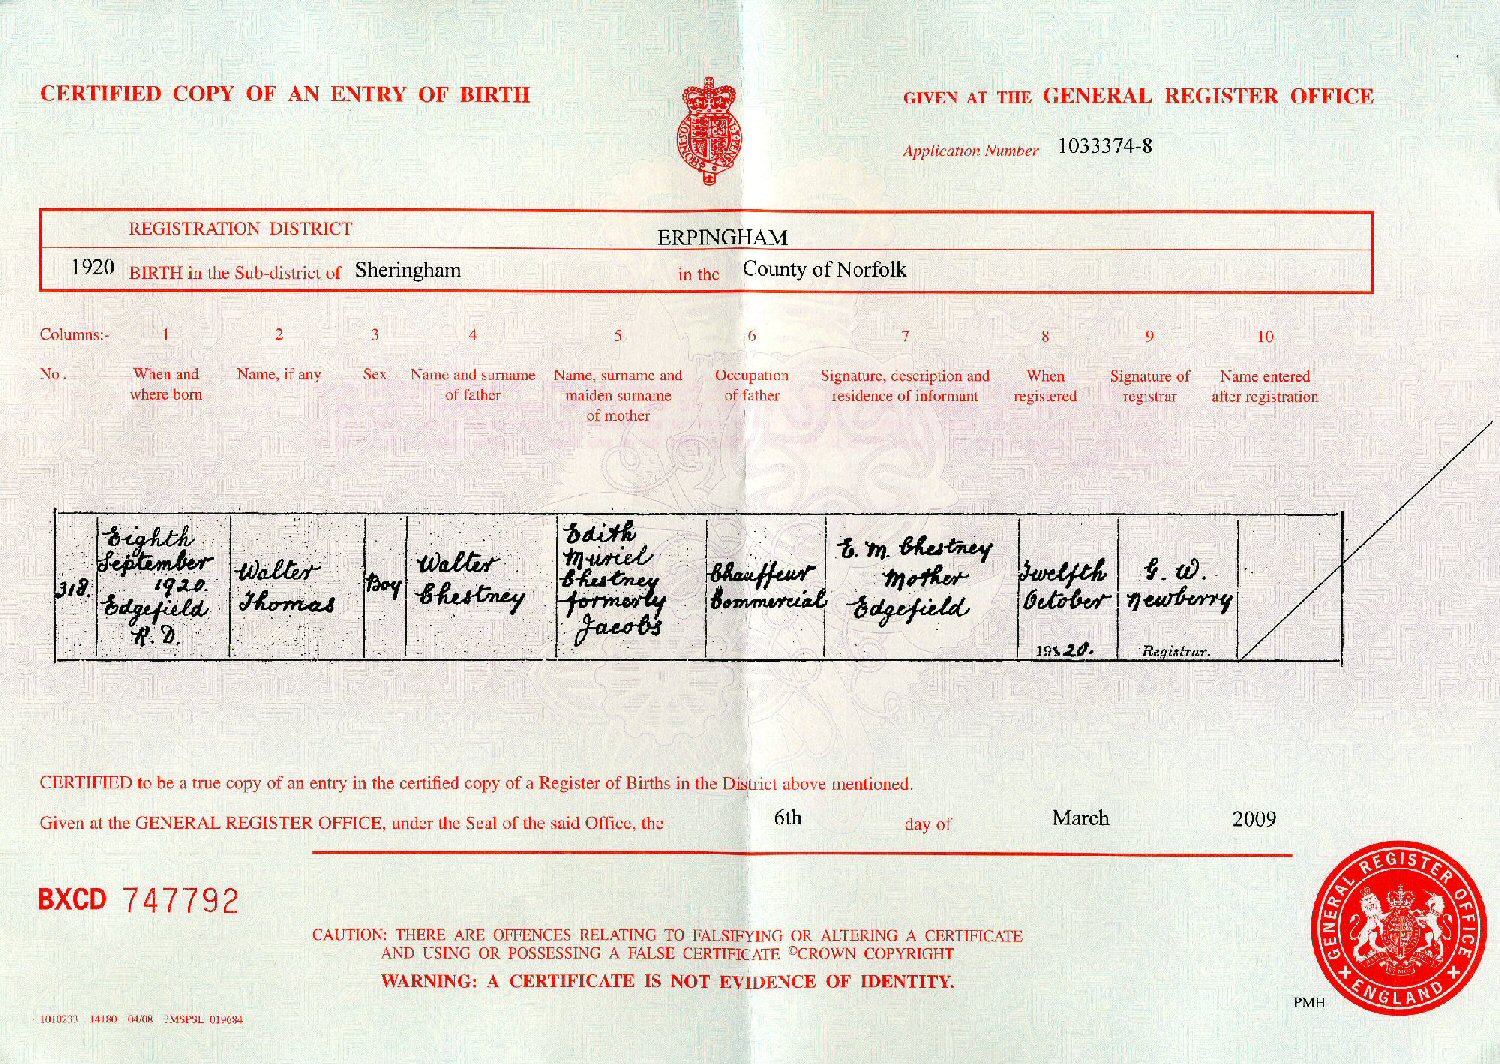 CERTIFIED COPY OF AN ENTRY OF BIRTH
GIVEN AT THE GENERAL REGISTER OFFICE
Application Number 1033374-8
REGISTRATION DISTRICT ERPINGHAM
1920 BIRTH in the Sub-district of Sheringham in the County of Norfolk
Columns:- 1 2 3 4 5 6 7 8 9 10
No. When and where born
Name, if any
Sex
Name and surname of father
Name, surname and maiden surname of mother
Occupation of father
Signature, description and residence of informant
When registered
Signature of registrar
Name entered after registration
318.
Eighth
September
1920.
Edgefield
R. D.
Walter
Thomas
Boy
Walter
Chestney
Edith
Muriel
Chestney
formerly
Jacobs
Chauffeur
Commercial
E. M. Chestney
Mother
Edgefield
Twelfth
October
1920.
G. W.
Newberry
Registrar.
CERTIFIED to be a true copy of an entry in the certified copy of a Register of Births in the District above mentioned.
Given at the GENERAL REGISTER OFFICE, under the Seal of the said Office, the 6th day of March 2009
BXCD 747792
CAUTION: THERE ARE OFFENCES RELATING TO FALSIFYING OR ALTERING A CERTIFICATE
AND USING OR POSSESSING A FALSE CERTIFICATE ©CROWN COPYRIGHT
WARNING: A CERTIFICATE IS NOT EVIDENCE OF IDENTITY.
GENERAL REGISTER OFFICE
ENGLAND
PMH